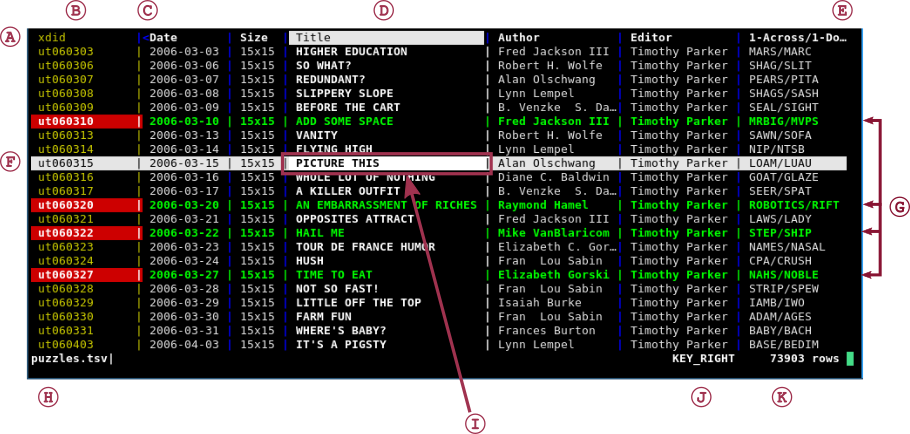 B C D E
A xdid <Date Size Title Author Editor 1-Across/1-Do…
ut060303 | 2006-03-03 | 15x15 | HIGHER EDUCATION | Fred Jackson III | Timothy Parker | MARS/MARC
ut060306 | 2006-03-06 | 15x15 | SO WHAT? | Robert H. Wolfe | Timothy Parker | SHAG/SLIT
ut060307 | 2006-03-07 | 15x15 | REDUNDANT? | Alan Olschwang | Timothy Parker | PEARS/PITA
ut060308 | 2006-03-08 | 15x15 | SLIPPERY SLOPE | Lynn Lempel | Timothy Parker | SHAGS/SASH
ut060309 | 2006-03-09 | 15x15 | BEFORE THE CART | B. Venzke  S. Da… | Timothy Parker | SEAL/SIGHT
ut060310 | 2006-03-10 | 15x15 | ADD SOME SPACE | Fred Jackson III | Timothy Parker | MRBIG/MVPS
ut060313 | 2006-03-13 | 15x15 | VANITY | Robert H. Wolfe | Timothy Parker | SAWN/SOFA
ut060314 | 2006-03-14 | 15x15 | FLYING HIGH | Lynn Lempel | Timothy Parker | NIP/NTSB
F ut060315 | 2006-03-15 | 15x15 | PICTURE THIS | Alan Olschwang | Timothy Parker | LOAM/LUAU
ut060316 | 2006-03-16 | 15x15 | WHOLE LOT OF NOTHING | Diane C. Baldwin | Timothy Parker | GOAT/GLAZE
ut060317 | 2006-03-17 | 15x15 | A KILLER OUTFIT | B. Venzke  S. Da… | Timothy Parker | SEER/SPAT
ut060320 | 2006-03-20 | 15x15 | AN EMBARRASSMENT OF RICHES | Raymond Hamel | Timothy Parker | ROBOTICS/RIFT G
ut060321 | 2006-03-21 | 15x15 | OPPOSITES ATTRACT | Fred Jackson III | Timothy Parker | LAWS/LADY
ut060322 | 2006-03-22 | 15x15 | HAIL ME | Mike VanBlaricom | Timothy Parker | STEP/SHIP
ut060323 | 2006-03-23 | 15x15 | TOUR DE FRANCE HUMOR | Elizabeth C. Gor… | Timothy Parker | NAMES/NASAL
ut060324 | 2006-03-24 | 15x15 | HUSH | Fran  Lou Sabin | Timothy Parker | CPA/CRUSH
ut060327 | 2006-03-27 | 15x15 | TIME TO EAT | Elizabeth Gorski | Timothy Parker | NAHS/NOBLE
ut060328 | 2006-03-28 | 15x15 | NOT SO FAST! | Fran  Lou Sabin | Timothy Parker | STRIP/SPEW
ut060329 | 2006-03-29 | 15x15 | LITTLE OFF THE TOP | Isaiah Burke | Timothy Parker | IAMB/IWO
ut060330 | 2006-03-30 | 15x15 | FARM FUN | Fran  Lou Sabin | Timothy Parker | ADAM/AGES
ut060331 | 2006-03-31 | 15x15 | WHERE'S BABY? | Frances Burton | Timothy Parker | BABY/BACH
ut060403 | 2006-04-03 | 15x15 | IT'S A PIGSTY | Lynn Lempel | Timothy Parker | BASE/BEDIM
puzzles.tsv| KEY_RIGHT 73903 rows
H I J K